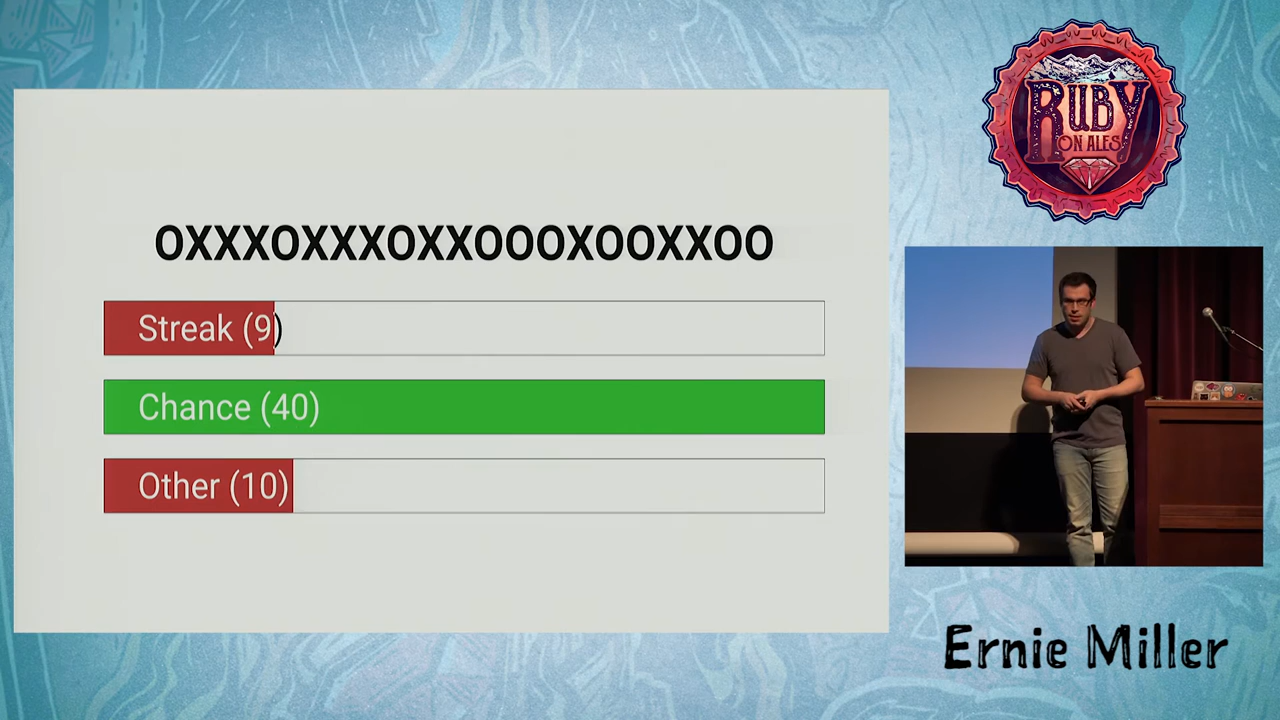 OXXXOXXXOXXOOOXOOXXOO
Streak (9)
Chance (40)
Other (10)
RUBY
ON ALES
Ernie Miller